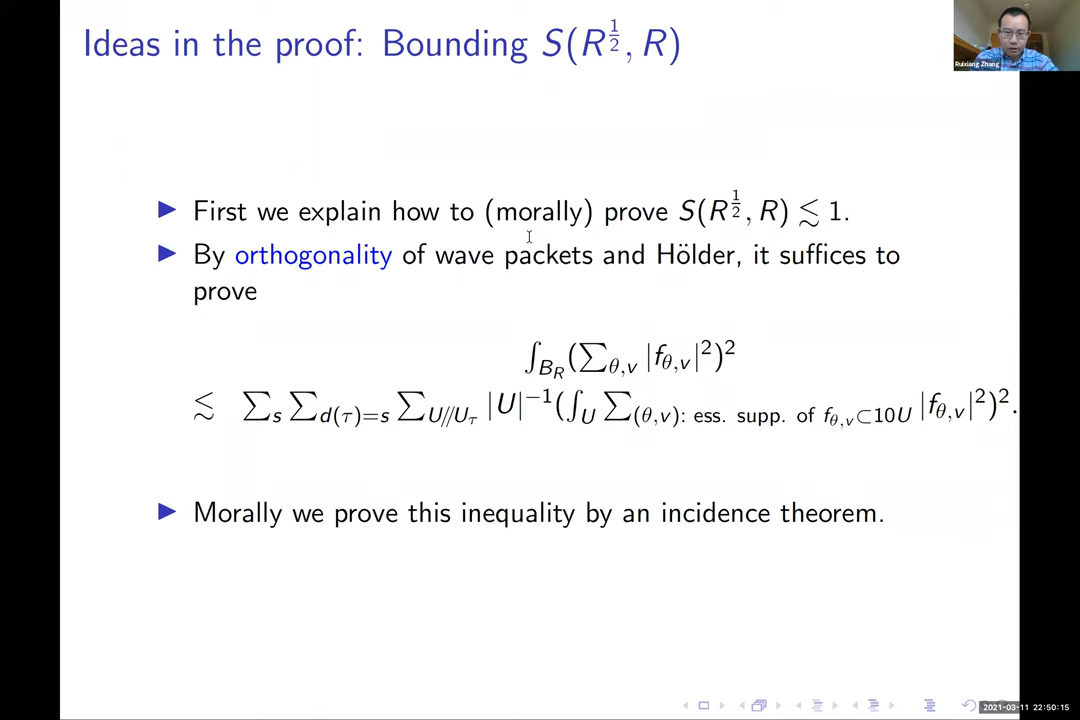 Ideas in the proof: Bounding S(R^{1/2}, R)
Ruixiang Zhang
▶ First we explain how to (morally) prove S(R^{1/2}, R) ≲ 1.
▶ By orthogonality of wave packets and Hölder, it suffices to
prove
∫_{B_R}(∑_{θ,v} |f_{θ,v}|²)²
≲ ∑_s ∑_{d(τ)=s} ∑_{U//U_τ} |U|^{-1}(∫_U ∑_{(θ,v): ess. supp. of f_{θ,v}⊂10U} |f_{θ,v}|²)².
▶ Morally we prove this inequality by an incidence theorem.
2021-03-11 22:50:15